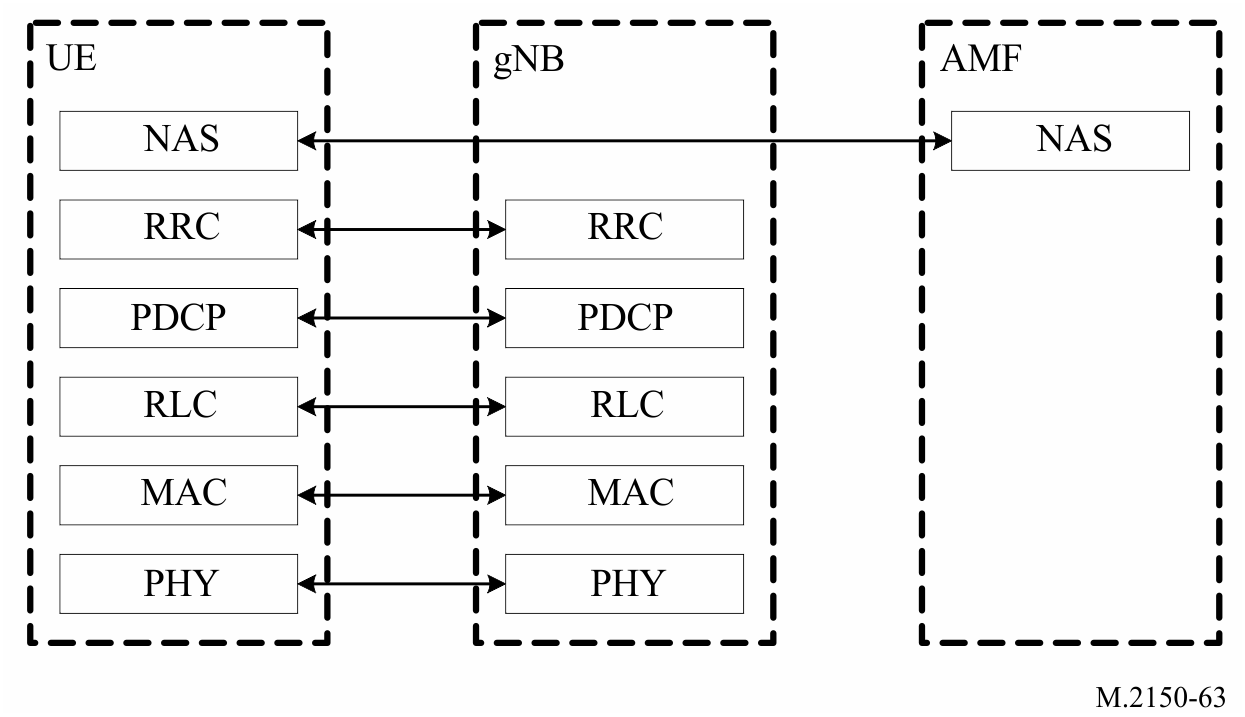 UE gNB AMF
NAS NAS
RRC RRC
PDCP PDCP
RLC RLC
MAC MAC
PHY PHY
M.2150-63